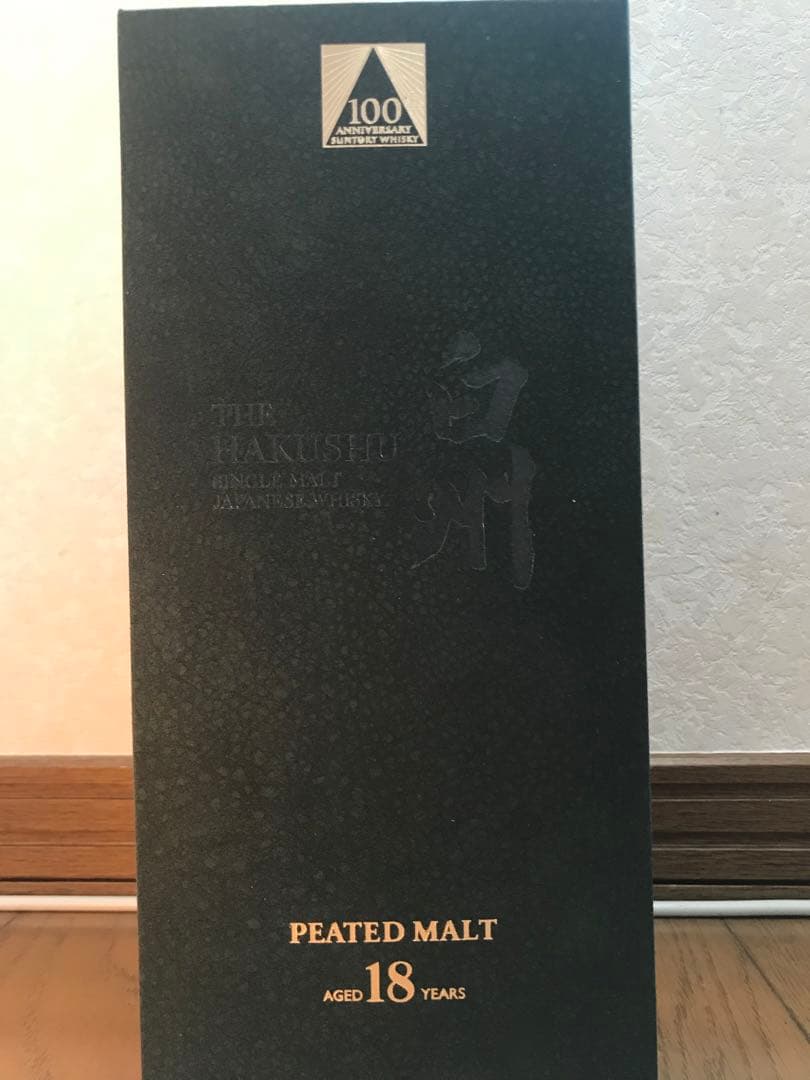 100
ANNIVERSARY
SUNTORY WHISKY
THE
HAKUSHU
SINGLE MALT
JAPANESE WHISKY
白州
PEATED MALT
AGED 18 YEARS